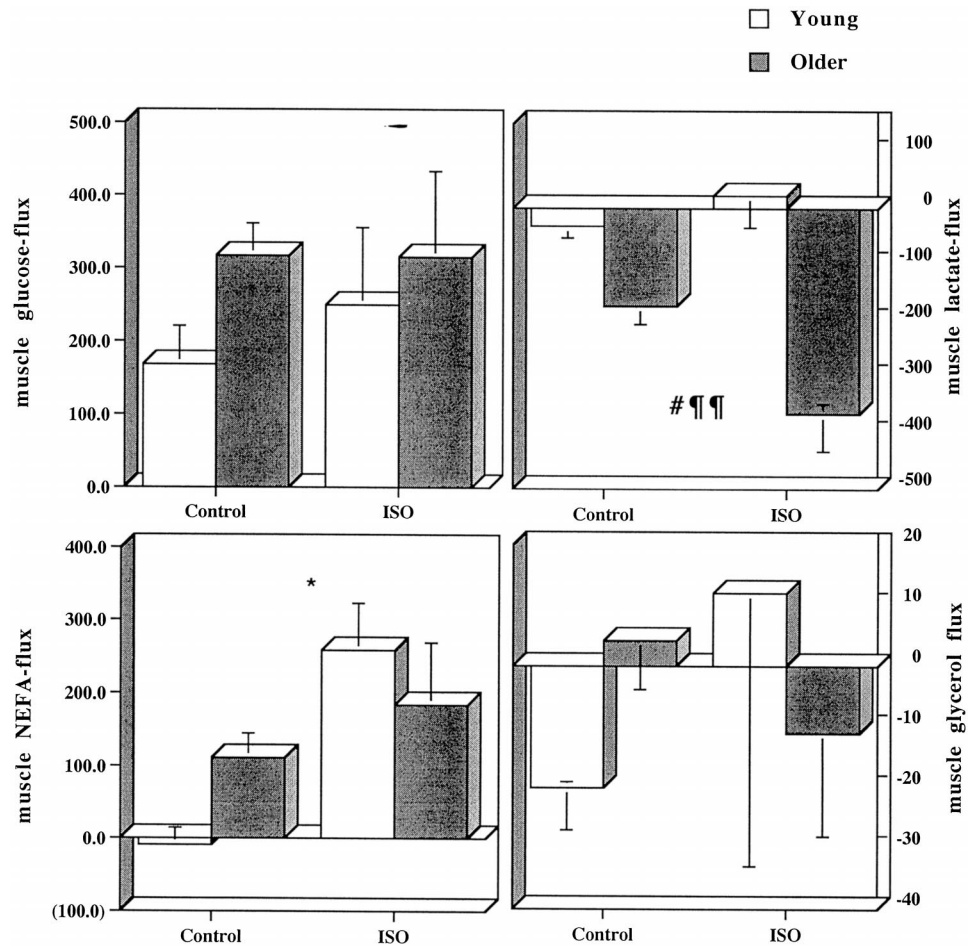 Young
Older
muscle glucose-flux
500.0
400.0
300.0
200.0
100.0
0.0
Control
ISO
muscle lactate-flux
100
0
-100
-200
-300
-400
-500
#¶¶
Control
ISO
muscle NEFA-flux
400.0
300.0
200.0
100.0
0.0
(100.0)
*
Control
ISO
muscle glycerol flux
20
10
0
-10
-20
-30
-40
Control
ISO